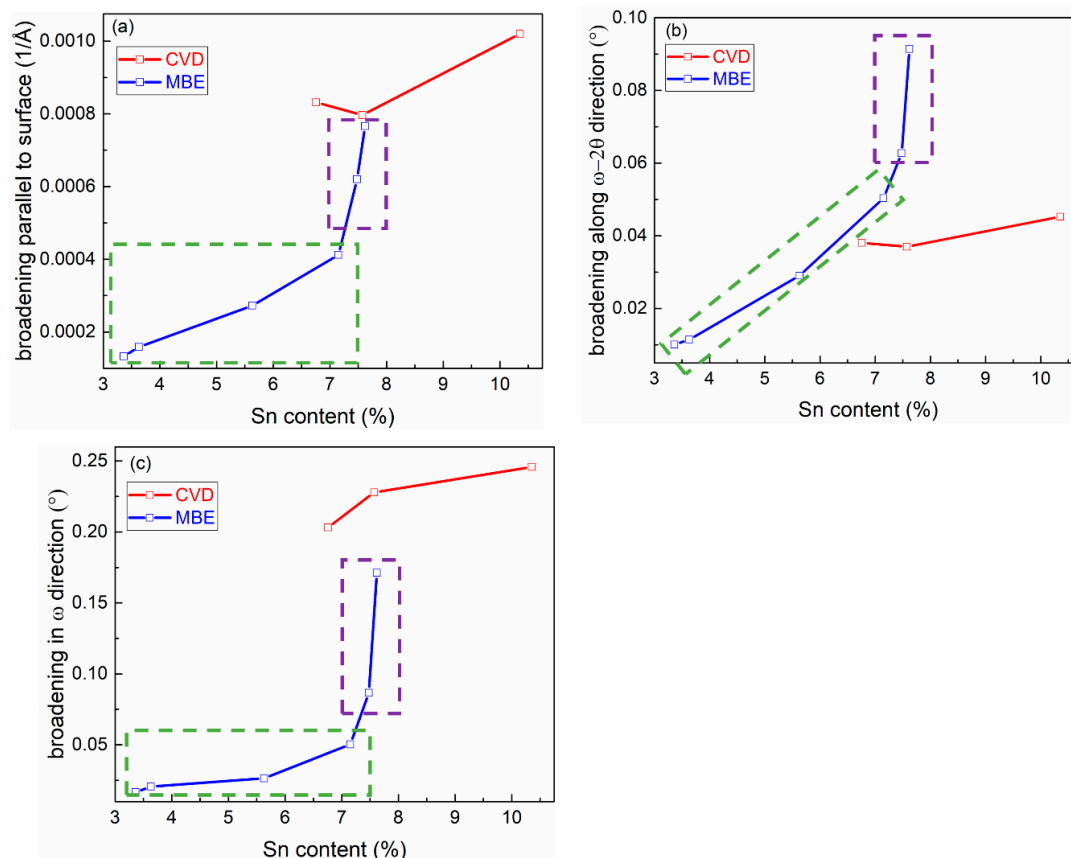 (a)
CVD
MBE
broadening parallel to surface (1/Å)
0.0010
0.0008
0.0006
0.0004
0.0002
3 4 5 6 7 8 9 10
Sn content (%)
(b)
CVD
MBE
broadening along ω−2θ direction (°)
0.10
0.08
0.06
0.04
0.02
3 4 5 6 7 8 9 10
Sn content (%)
(c)
CVD
MBE
broadening in ω direction (°)
0.25
0.20
0.15
0.10
0.05
3 4 5 6 7 8 9 10
Sn content (%)